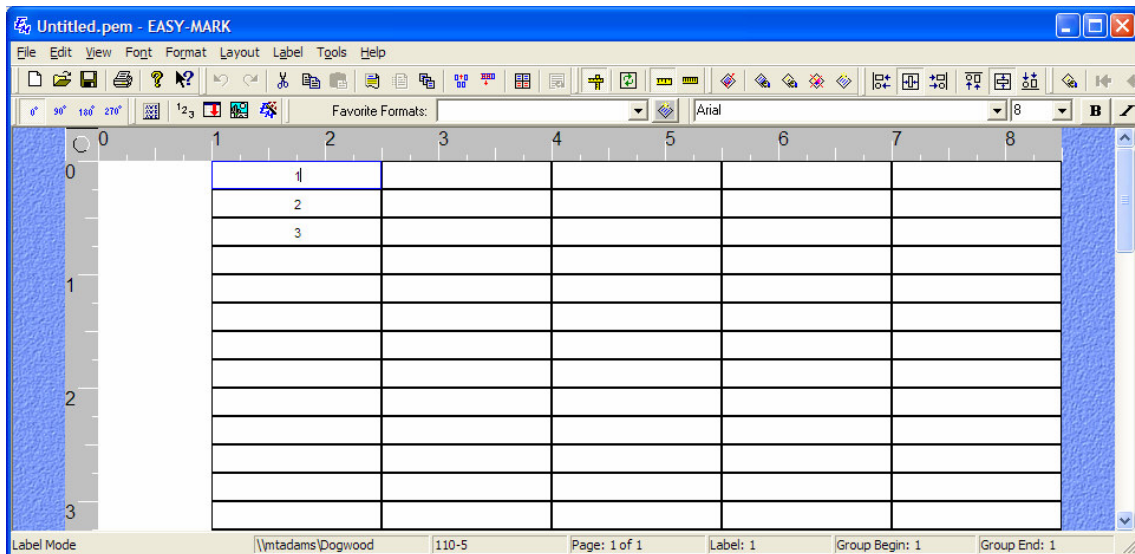 Untitled.pem - EASY-MARK
File Edit View Font Format Layout Label Tools Help
0° 90° 180° 270° 123 Favorite Formats: Arial 8 B I
0 1 2 3 4 5 6 7 8
0
1
2
3
1
2
3
Label Mode \\mtadams\Dogwood 110-5 Page: 1 of 1 Label: 1 Group Begin: 1 Group End: 1